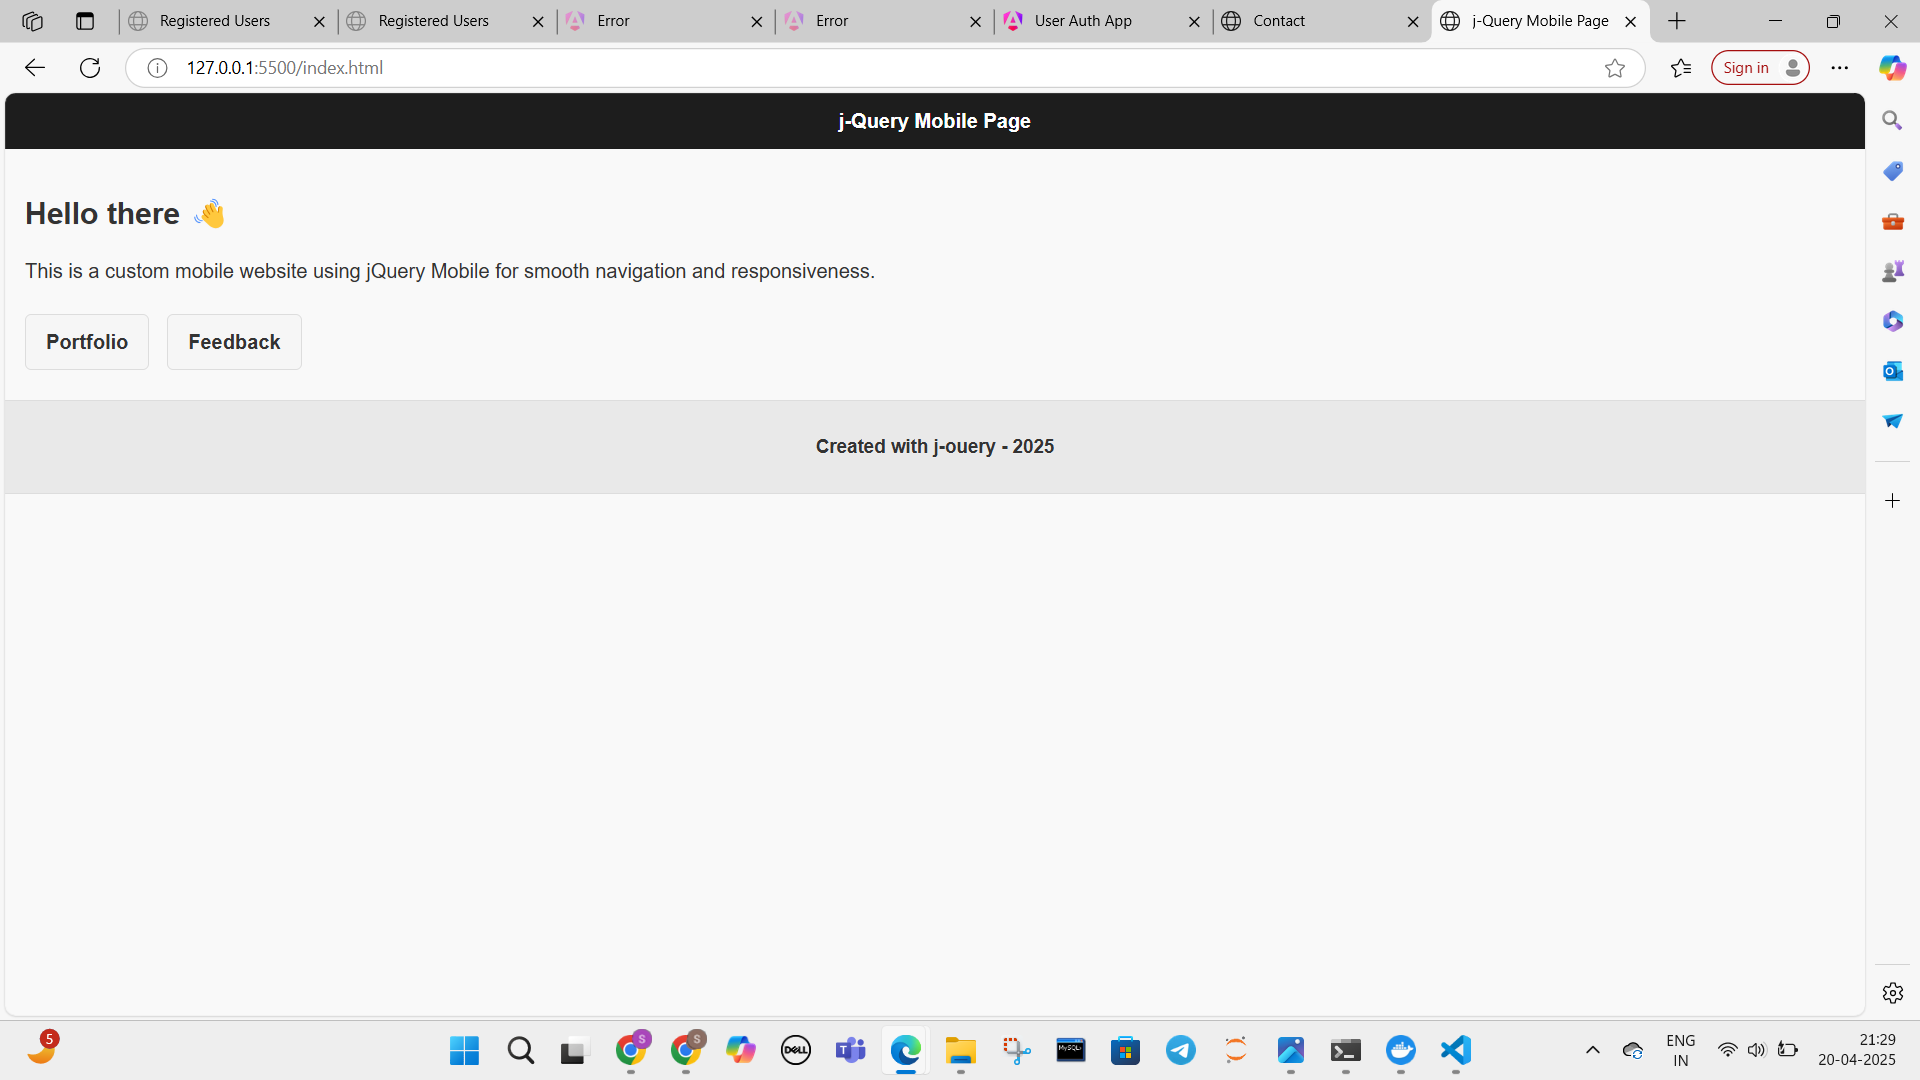 Registered Users
Registered Users
Error
Error
User Auth App
Contact
j-Query Mobile Page
127.0.0.1:5500/index.html
Sign in
j-Query Mobile Page
Hello there 👋
This is a custom mobile website using jQuery Mobile for smooth navigation and responsiveness.
Portfolio
Feedback
Created with j-ouery - 2025
5
S
S
DELL
MySQL
ENG
IN
21:29
20-04-2025